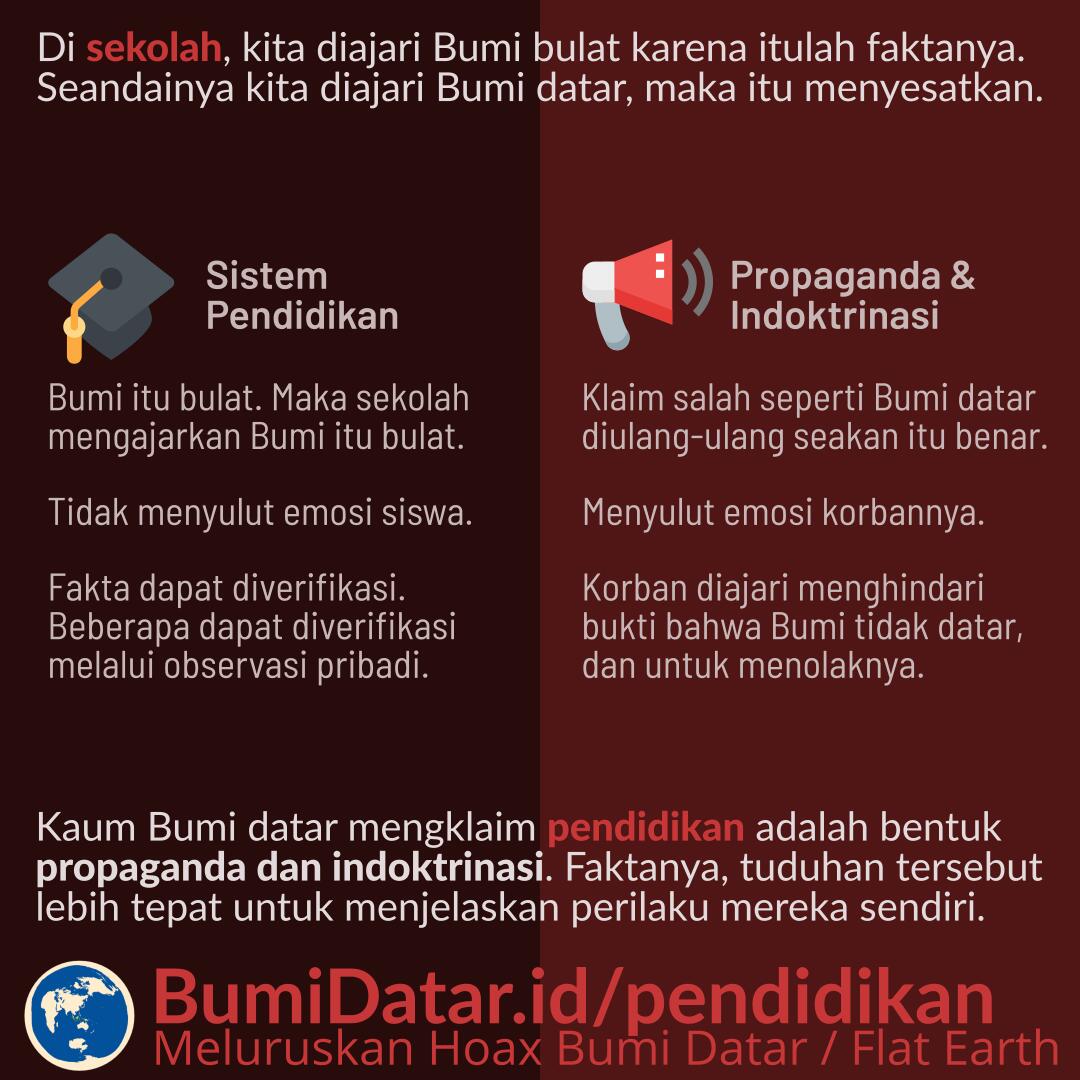 Di sekolah, kita diajari Bumi bulat karena itulah faktanya.
Seandainya kita diajari Bumi datar, maka itu menyesatkan.
Sistem
Pendidikan
Bumi itu bulat. Maka sekolah
mengajarkan Bumi itu bulat.
Tidak menyulut emosi siswa.
Fakta dapat diverifikasi.
Beberapa dapat diverifikasi
melalui observasi pribadi.
Propaganda &
Indoktrinasi
Klaim salah seperti Bumi datar
diulang-ulang seakan itu benar.
Menyulut emosi korbannya.
Korban diajari menghindari
bukti bahwa Bumi tidak datar,
dan untuk menolaknya.
Kaum Bumi datar mengklaim pendidikan adalah bentuk
propaganda dan indoktrinasi. Faktanya, tuduhan tersebut
lebih tepat untuk menjelaskan perilaku mereka sendiri.
BumiDatar.id/pendidikan
Meluruskan Hoax Bumi Datar / Flat Earth